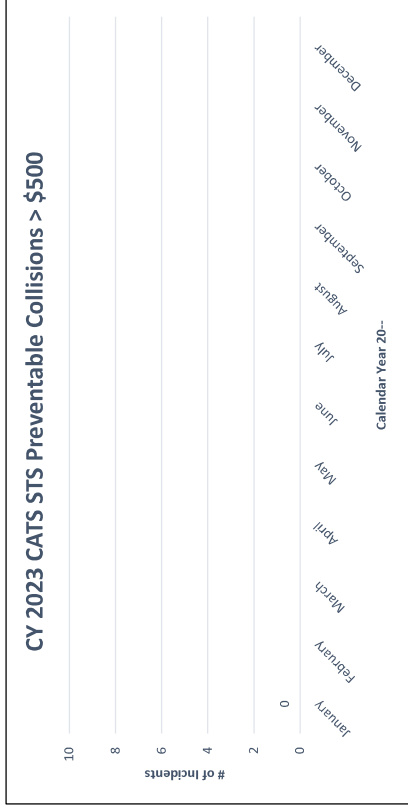 CY 2023 CATS STS Preventable Collisions > $500
# of Incidents
10
8
6
4
2
0
0
January
February
March
April
May
June
July
August
September
October
November
December
Calendar Year 20--